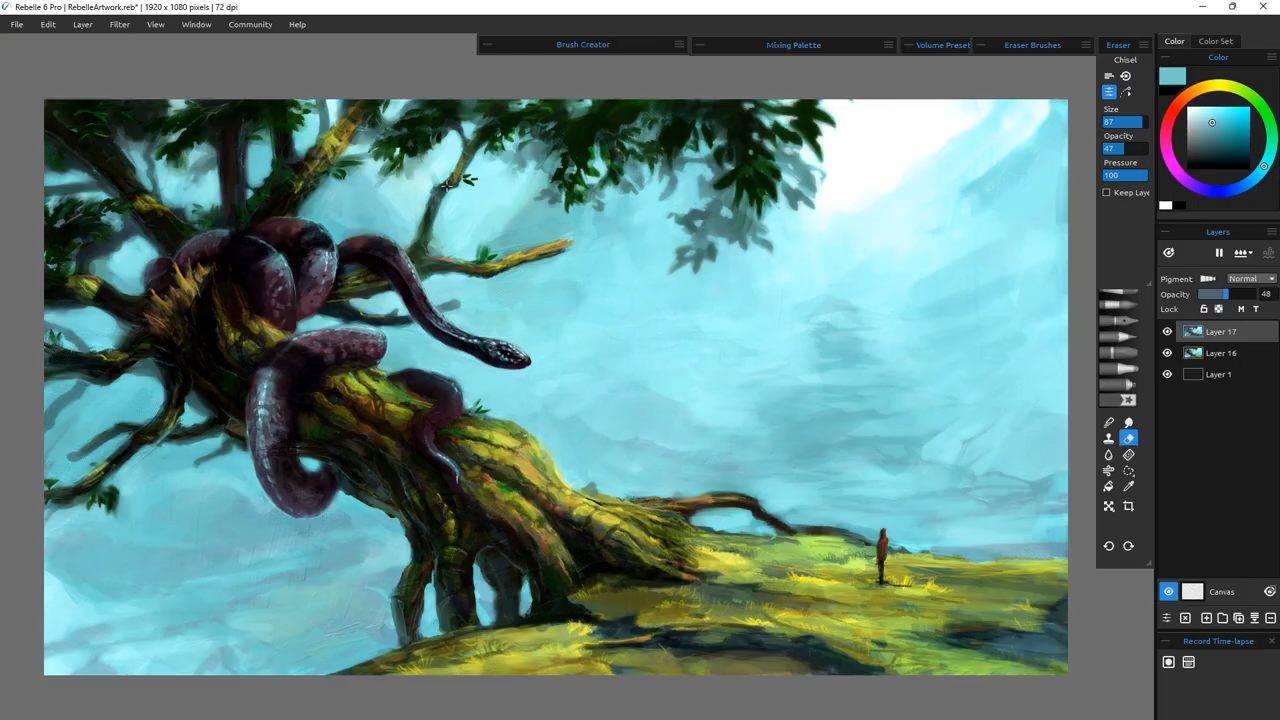 Rebelle 6 Pro | RebelleArtwork.reb* | 1920 x 1080 pixels | 72 dpi
File Edit Layer Filter View Window Community Help
Brush Creator
Mixing Palette
Volume Preset
Eraser Brushes
Eraser
Chisel
Size
87
Opacity
47
Pressure
100
Keep Laye
Color Color Set
Color
Layers
Pigment: Normal
Opacity 48
Lock M T
Layer 17
Layer 16
Layer 1
Canvas
Record Time-lapse